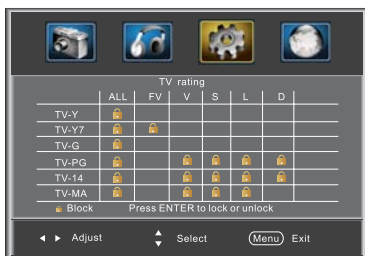 TV rating
ALL FV V S L D
TV-Y
TV-Y7
TV-G
TV-PG
TV-14
TV-MA
Block Press ENTER to lock or unlock
Adjust Select Menu Exit